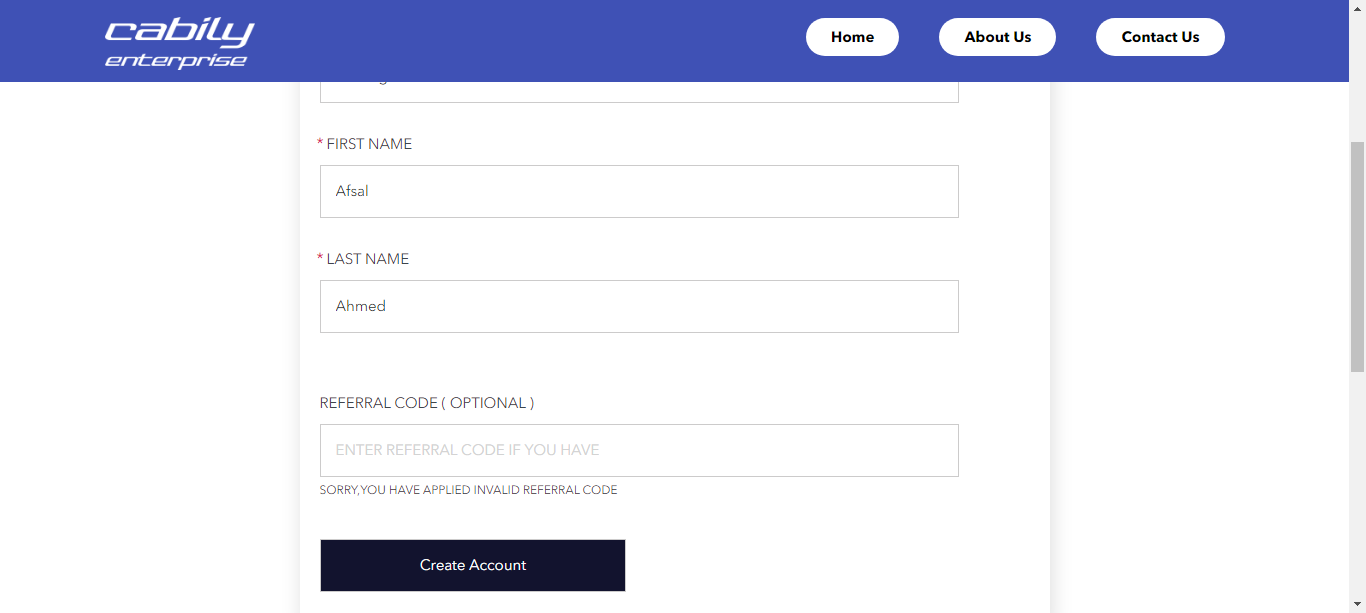 cabily
enterprise
Home
About Us
Contact Us
* FIRST NAME
Afsal
* LAST NAME
Ahmed
REFERRAL CODE ( OPTIONAL )
ENTER REFERRAL CODE IF YOU HAVE
SORRY,YOU HAVE APPLIED INVALID REFERRAL CODE
Create Account